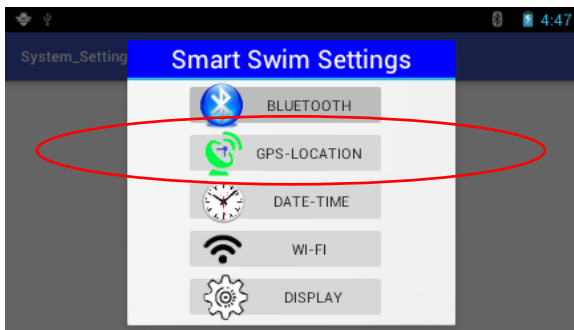 4:47
System_Setting
Smart Swim Settings
BLUETOOTH
GPS-LOCATION
DATE-TIME
WI-FI
DISPLAY